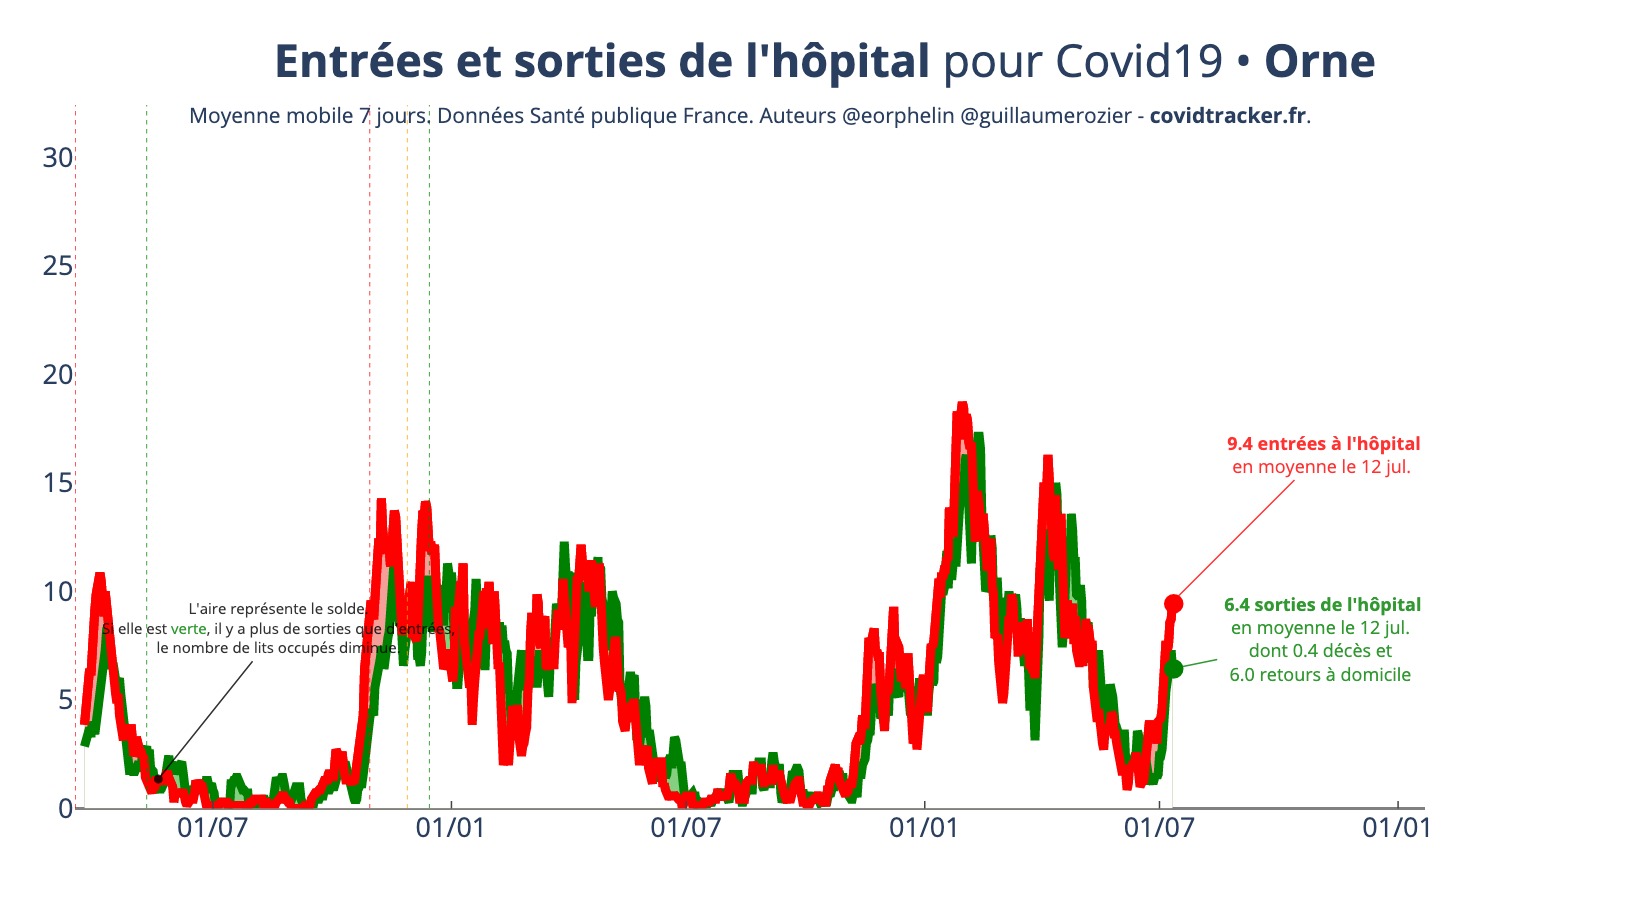 Entrées et sorties de l'hôpital pour Covid19 • Orne
Moyenne mobile 7 jours. Données Santé publique France. Auteurs @eorphelin @guillaumerozier - covidtracker.fr.
30
25
20
15
10
5
0
L'aire représente le solde.
Si elle est verte, il y a plus de sorties que d'entrées,
le nombre de lits occupés diminue.
9.4 entrées à l'hôpital
en moyenne le 12 jul.
6.4 sorties de l'hôpital
en moyenne le 12 jul.
dont 0.4 décès et
6.0 retours à domicile
01/07
01/01
01/07
01/01
01/07
01/01